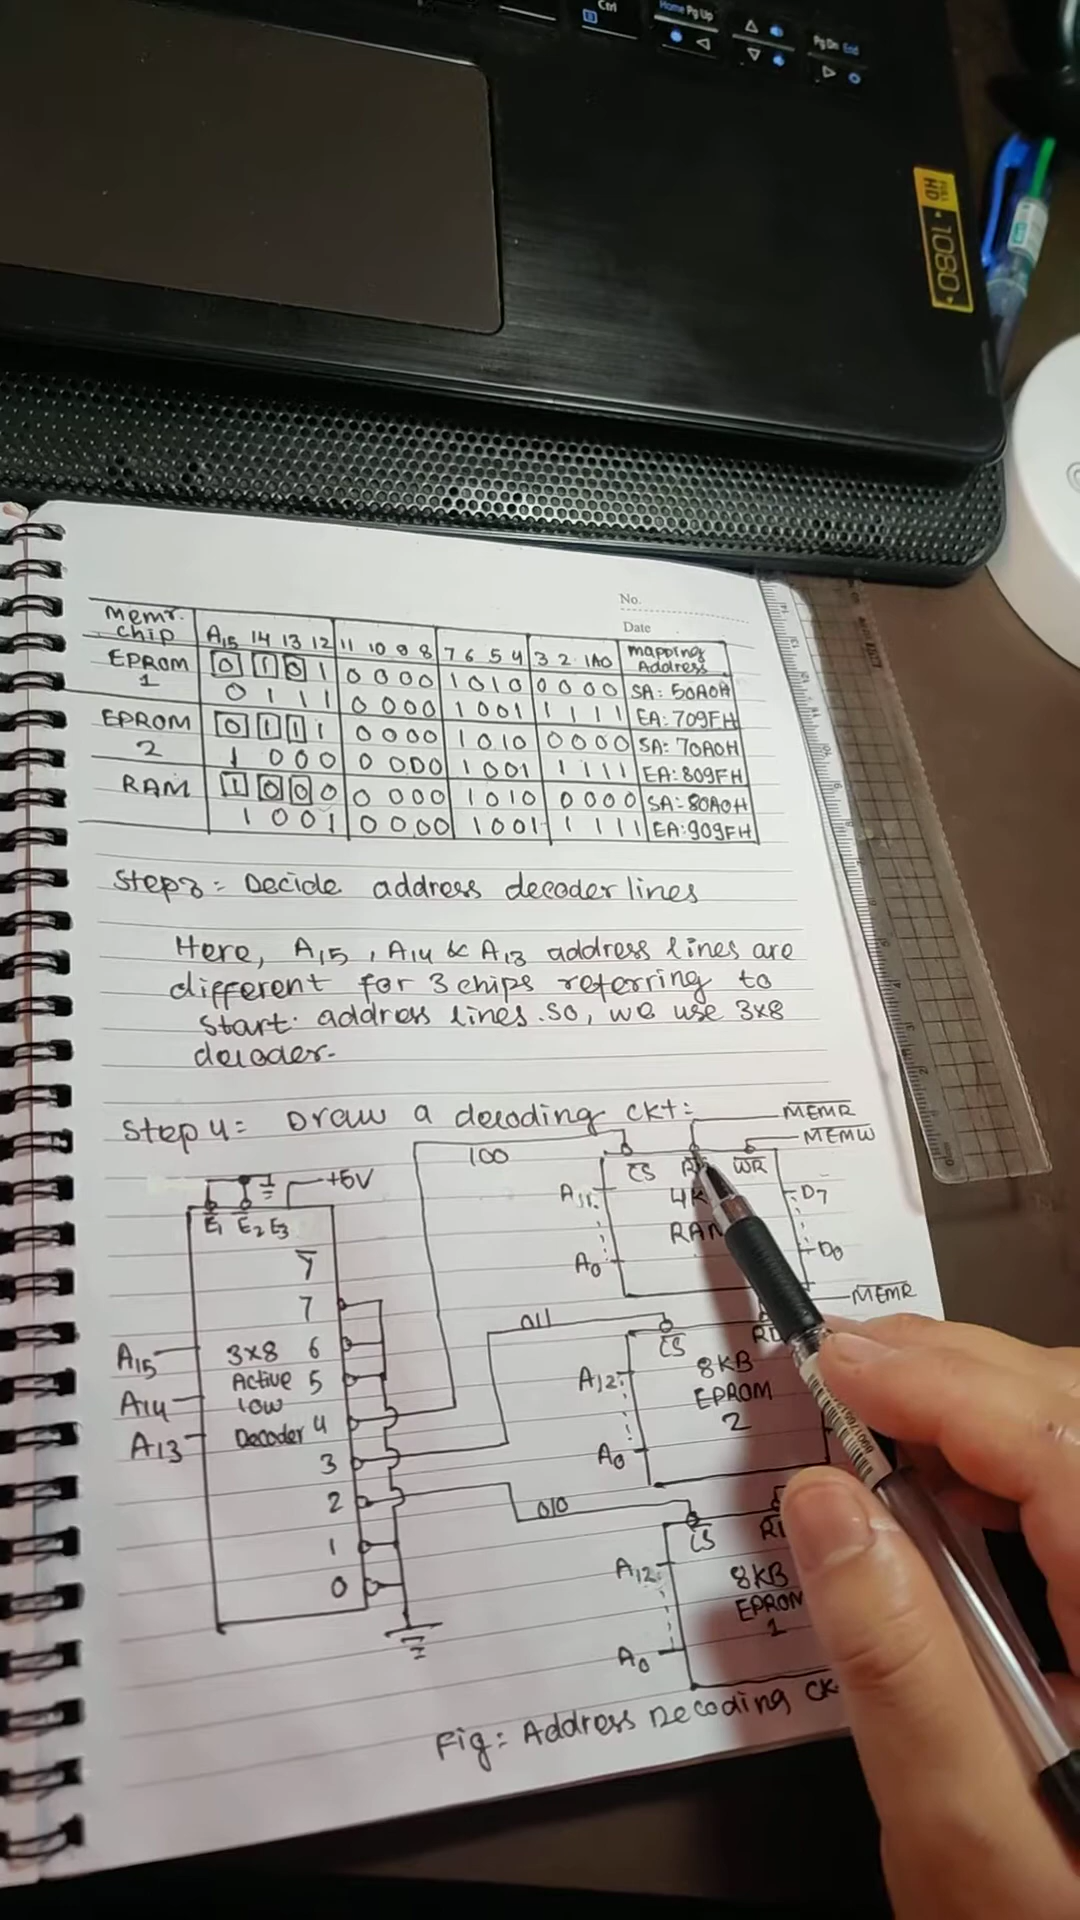 Ctrl
Home Pg Up
Pg Dn End
FULL HD
1080
No.
Date
Memr. chip A15 14 13 12 11 10 9 8 7 6 5 4 3 2 1 A0 mapping Address
EPROM 1 0 1 0 1 0 0 0 0 1 0 1 0 0 0 0 0 SA: 50A0H
0 1 1 1 0 0 0 0 1 0 0 1 1 1 1 1 EA: 709FH
EPROM 2 0 1 1 1 0 0 0 0 1 0 1 0 0 0 0 0 SA: 70A0H
1 0 0 0 0 0 0 0 1 0 0 1 1 1 1 1 EA: 809FH
RAM 1 0 0 0 0 0 0 0 1 0 1 0 0 0 0 0 SA: 80A0H
1 0 0 1 0 0 0 0 1 0 0 1 1 1 1 1 EA: 909FH
Step3: Decide address decoder lines
Here, A15, A14 & A13 address lines are
different for 3 chips referring to
start address lines. So, we use 3x8
decoder.
Step 4: Draw a decoding ckt:
MEMR
MEMW
100
CS WR
+5V
A11 D7
E1 E2 E3
A0 D0
Y
7
MEMR
011
CS
A15 3x8 6
Active 5
8KB
A12
EPROM
A14 low
2
A13 Decoder 4
3
A0
2
010
CS
1
A12 8KB
EPROM
0
1
A0
Fig: Address Decoding